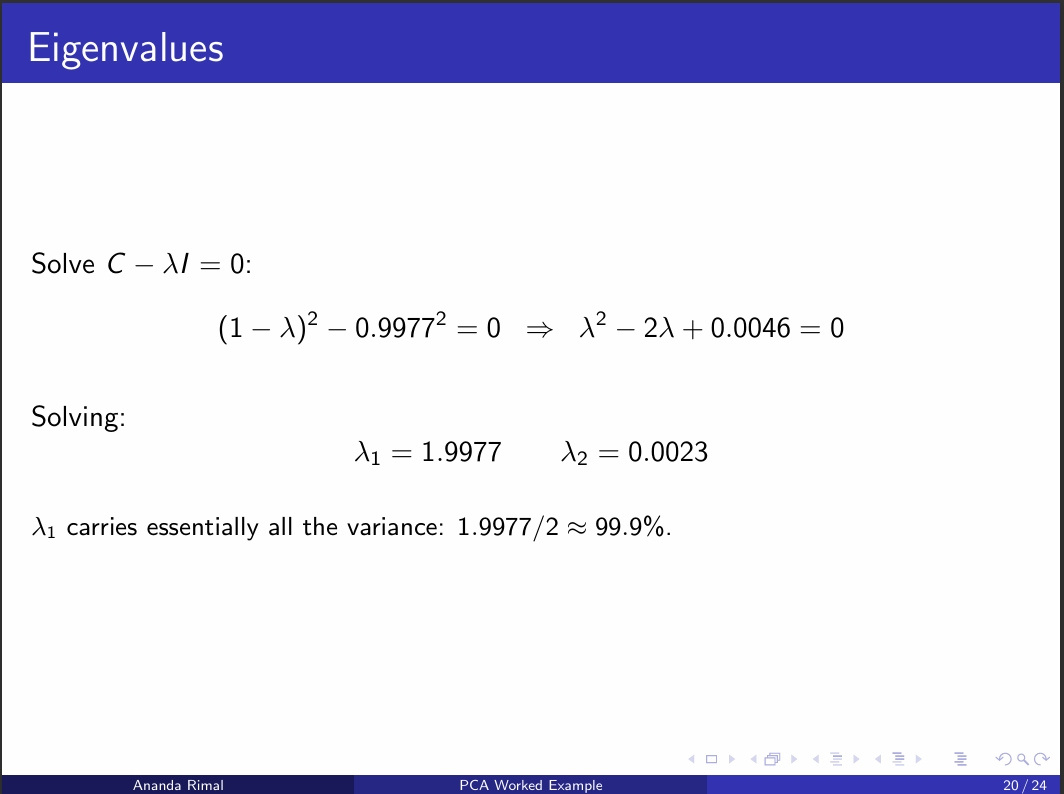 Eigenvalues
Solve C − λI = 0:
(1 − λ)² − 0.9977² = 0 ⇒ λ² − 2λ + 0.0046 = 0
Solving:
λ₁ = 1.9977 λ₂ = 0.0023
λ₁ carries essentially all the variance: 1.9977/2 ≈ 99.9%.
Ananda Rimal PCA Worked Example 20 / 24